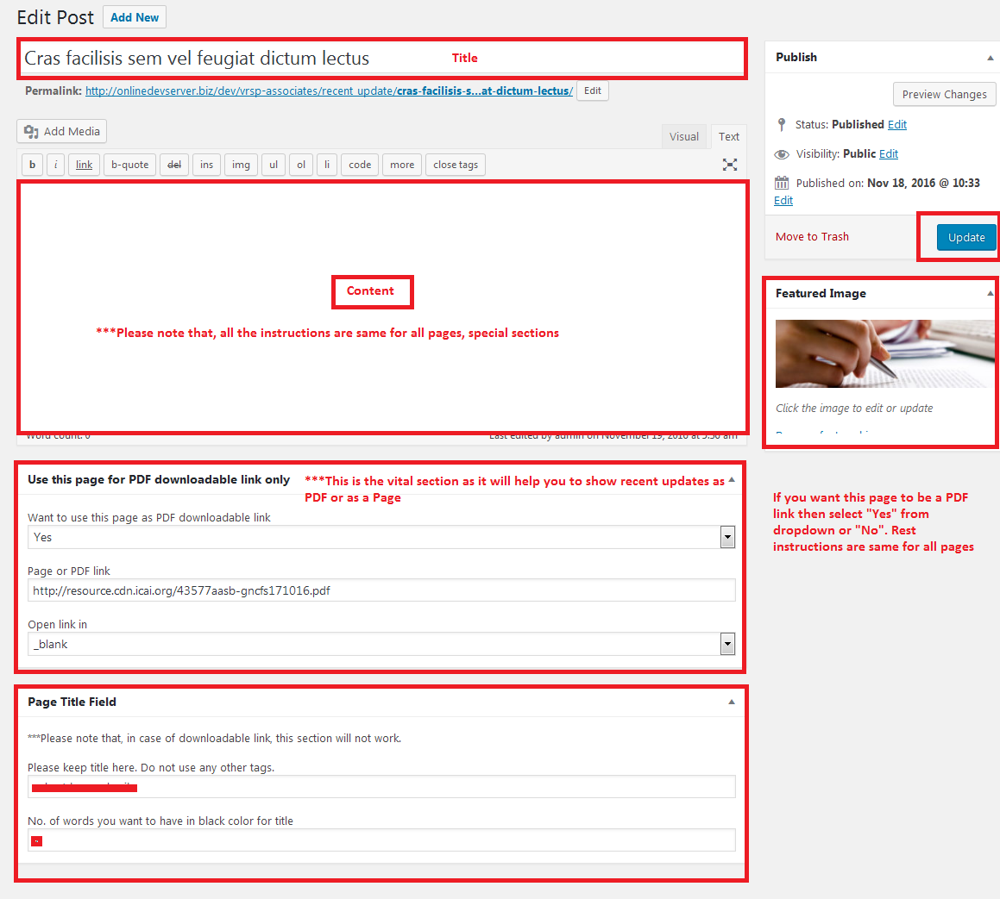 Edit Post Add New
Cras facilisis sem vel feugiat dictum lectus Title
Permalink: http://onlinedevserver.biz/dev/vrsp-associates/recent_update/cras-facilisis-s...at-dictum-lectus/ Edit
Add Media
Visual Text
b i link b-quote del ins img ul ol li code more close tags
Content
***Please note that, all the instructions are same for all pages, special sections
Word count: 0 Last edited by admin on November 19, 2016 at 5:50 am
Use this page for PDF downloadable link only
***This is the vital section as it will help you to show recent updates as
PDF or as a Page
Want to use this page as PDF downloadable link
Yes
Page or PDF link
http://resource.cdn.icai.org/43577aasb-gncfs171016.pdf
Open link in
_blank
Page Title Field
***Please note that, in case of downloadable link, this section will not work.
Please keep title here. Do not use any other tags.
No. of words you want to have in black color for title
Publish
Preview Changes
Status: Published Edit
Visibility: Public Edit
Published on: Nov 18, 2016 @ 10:33
Edit
Move to Trash Update
Featured Image
Click the image to edit or update
If you want this page to be a PDF
link then select "Yes" from
dropdown or "No". Rest
instructions are same for all pages